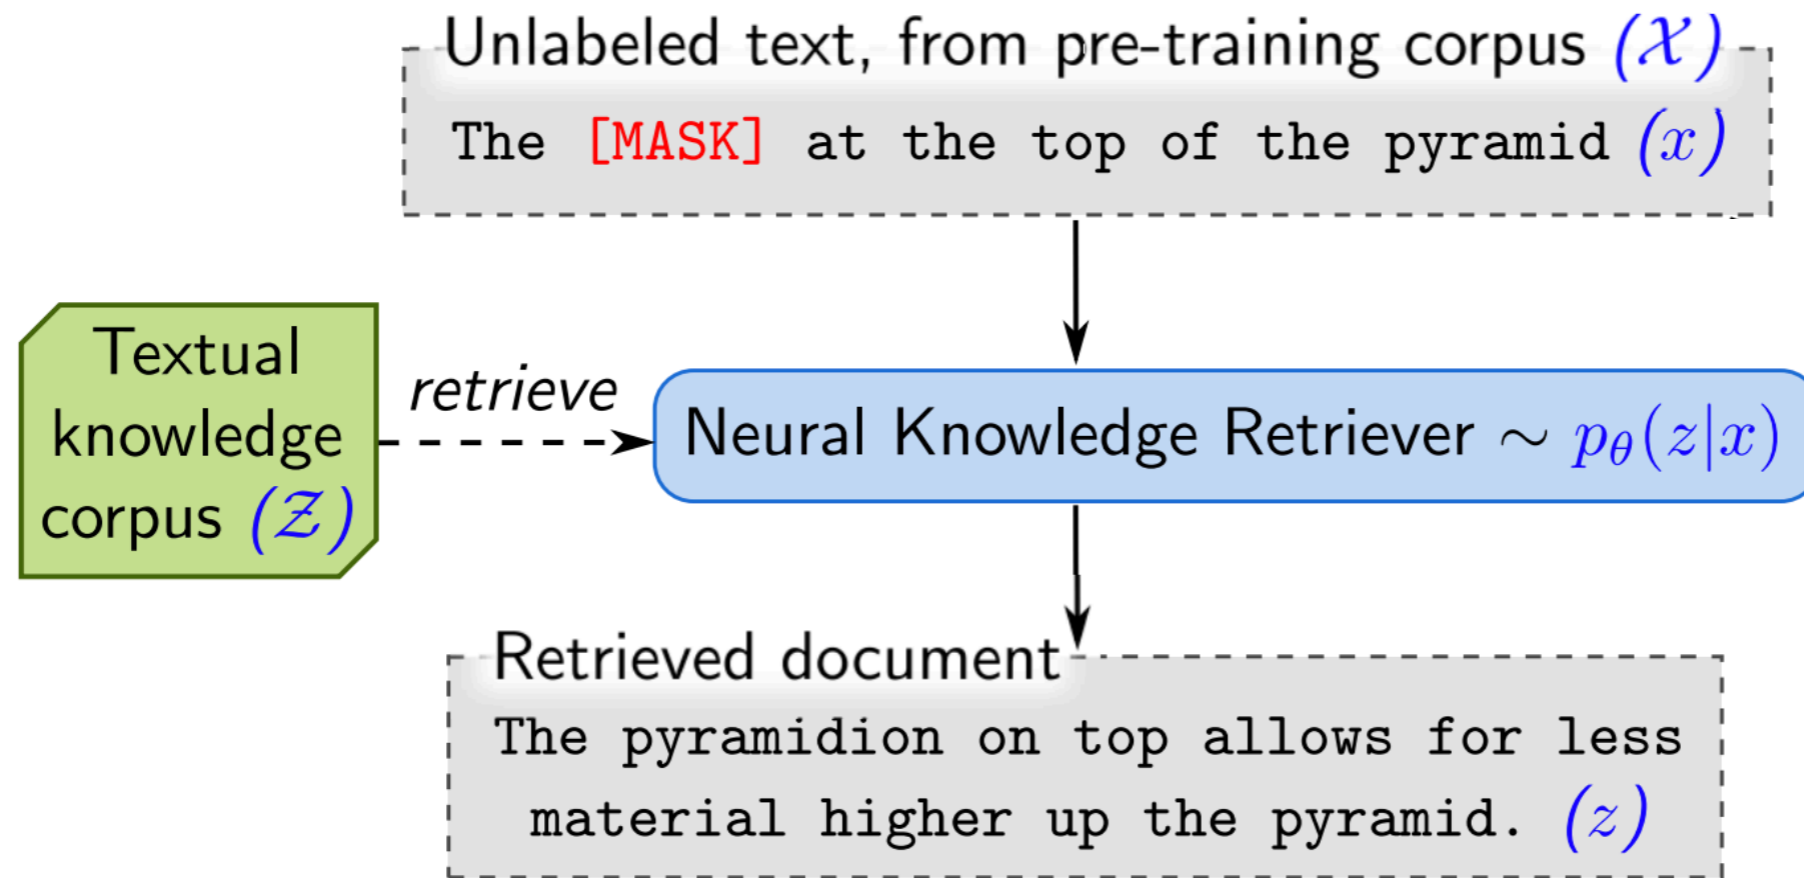 Unlabeled text, from pre-training corpus (𝒳)
The [MASK] at the top of the pyramid (x)
Textual
knowledge
corpus (𝒵)
retrieve
Neural Knowledge Retriever ∼ p_θ(z|x)
Retrieved document
The pyramidion on top allows for less
material higher up the pyramid. (z)